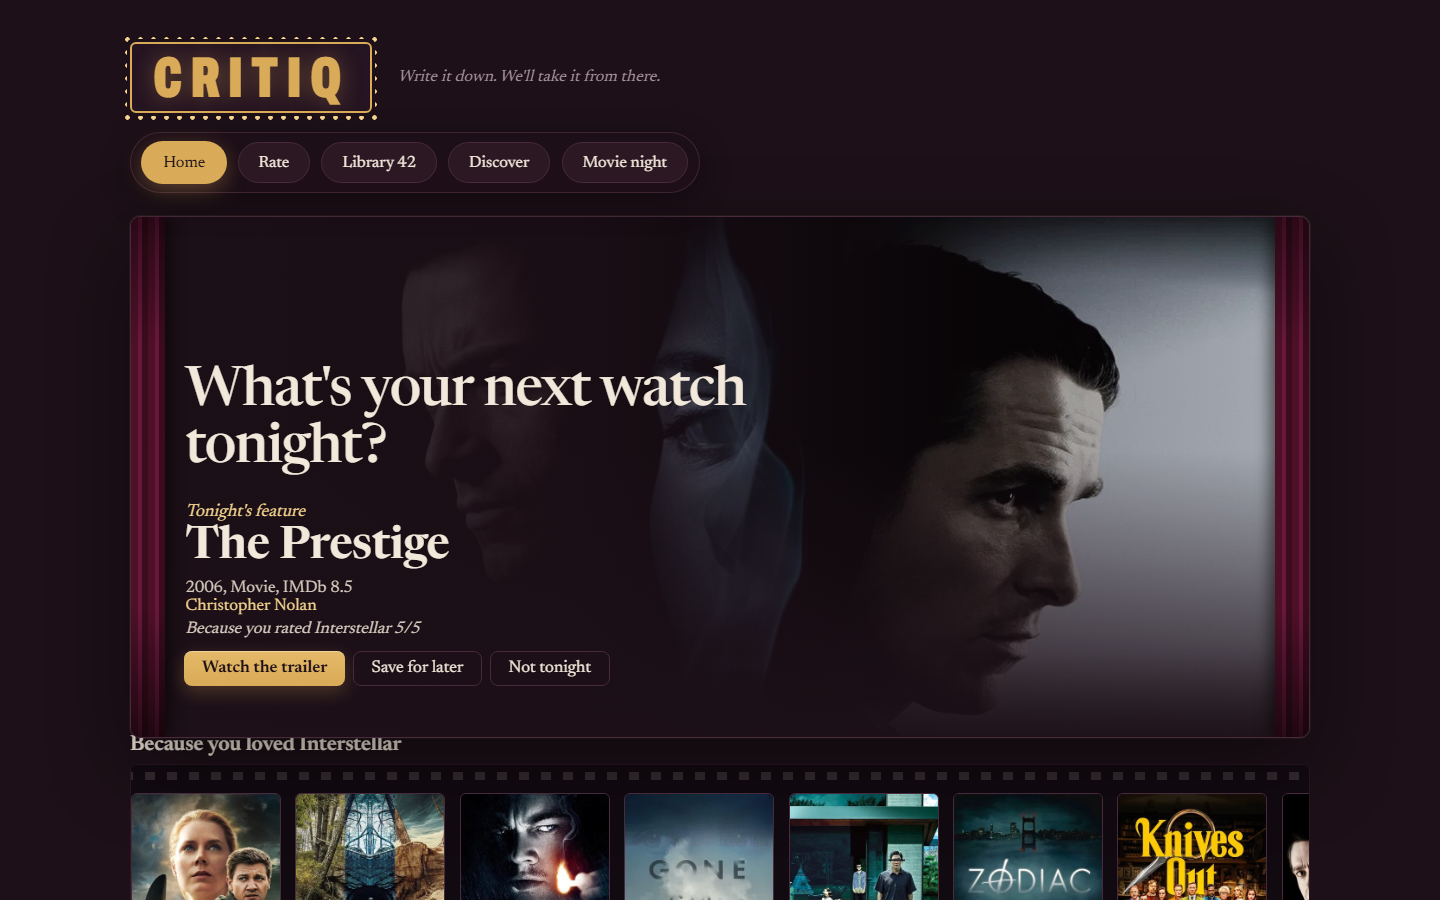 CRITIQ
Write it down. We'll take it from there.
Home
Rate
Library 42
Discover
Movie night
What's your next watch
tonight?
Tonight's feature
The Prestige
2006, Movie, IMDb 8.5
Christopher Nolan
Because you rated Interstellar 5/5
Watch the trailer
Save for later
Not tonight
Because you loved Interstellar
GONE
ZODIAC
Knives
Out